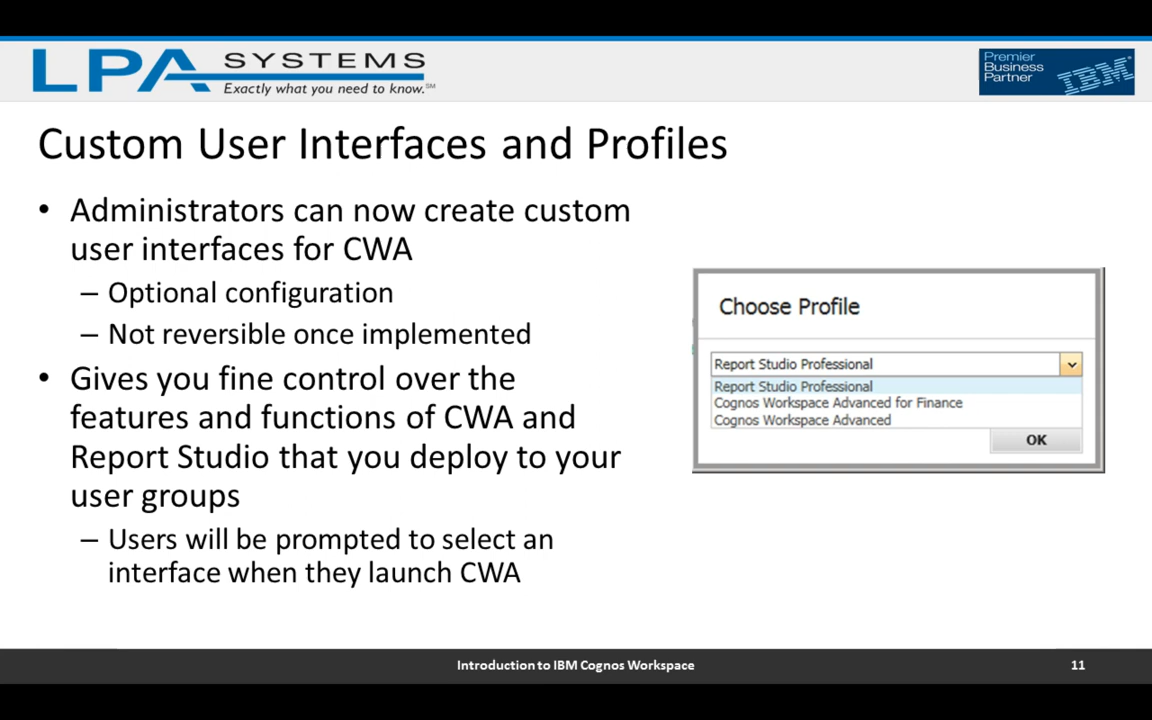 LPA SYSTEMS
Exactly what you need to know.℠
Premier
Business
Partner
IBM
Custom User Interfaces and Profiles
• Administrators can now create custom
user interfaces for CWA
– Optional configuration
– Not reversible once implemented
• Gives you fine control over the
features and functions of CWA and
Report Studio that you deploy to your
user groups
– Users will be prompted to select an
interface when they launch CWA
Choose Profile
Report Studio Professional
Report Studio Professional
Cognos Workspace Advanced for Finance
Cognos Workspace Advanced
OK
Introduction to IBM Cognos Workspace
11